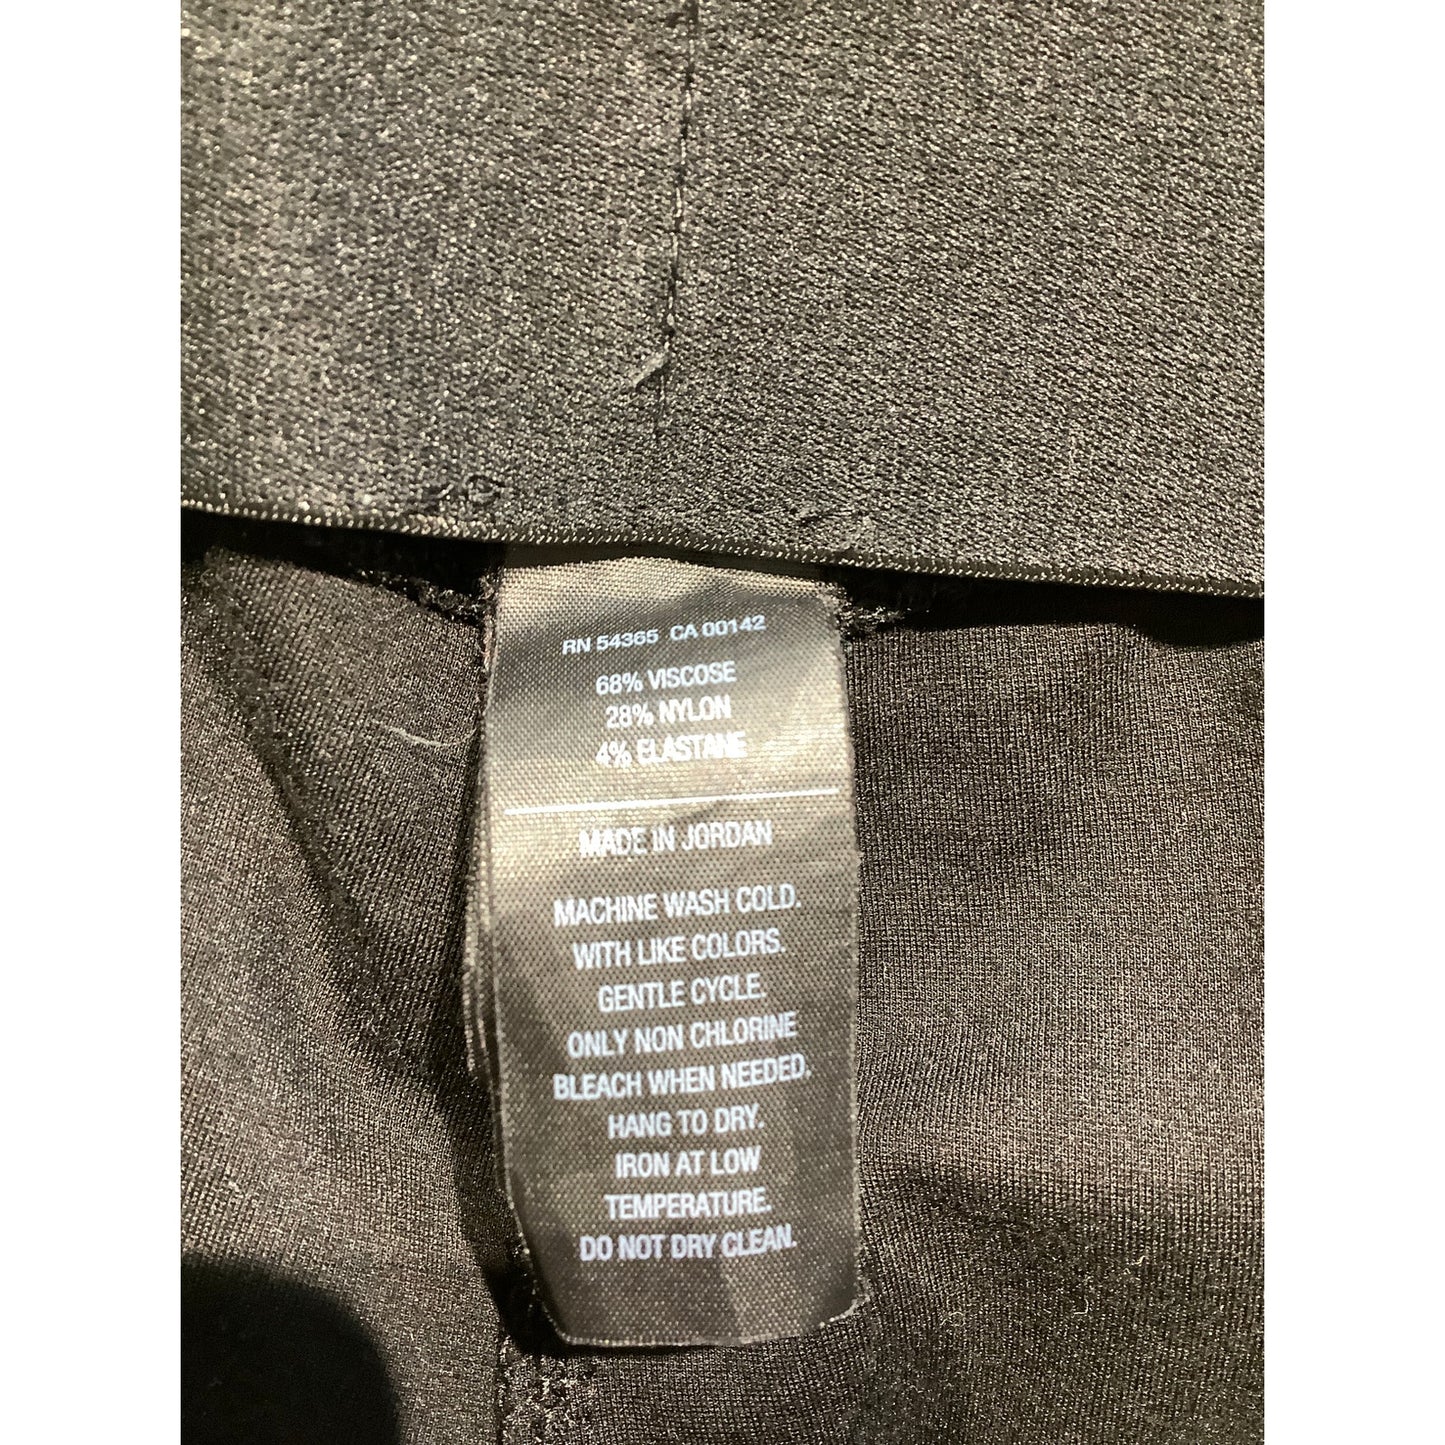 RN 54365 CA 00142
68% VISCOSE
28% NYLON
4% ELASTANE
MADE IN JORDAN
MACHINE WASH COLD.
WITH LIKE COLORS.
GENTLE CYCLE.
ONLY NON CHLORINE
BLEACH WHEN NEEDED.
HANG TO DRY.
IRON AT LOW
TEMPERATURE.
DO NOT DRY CLEAN.